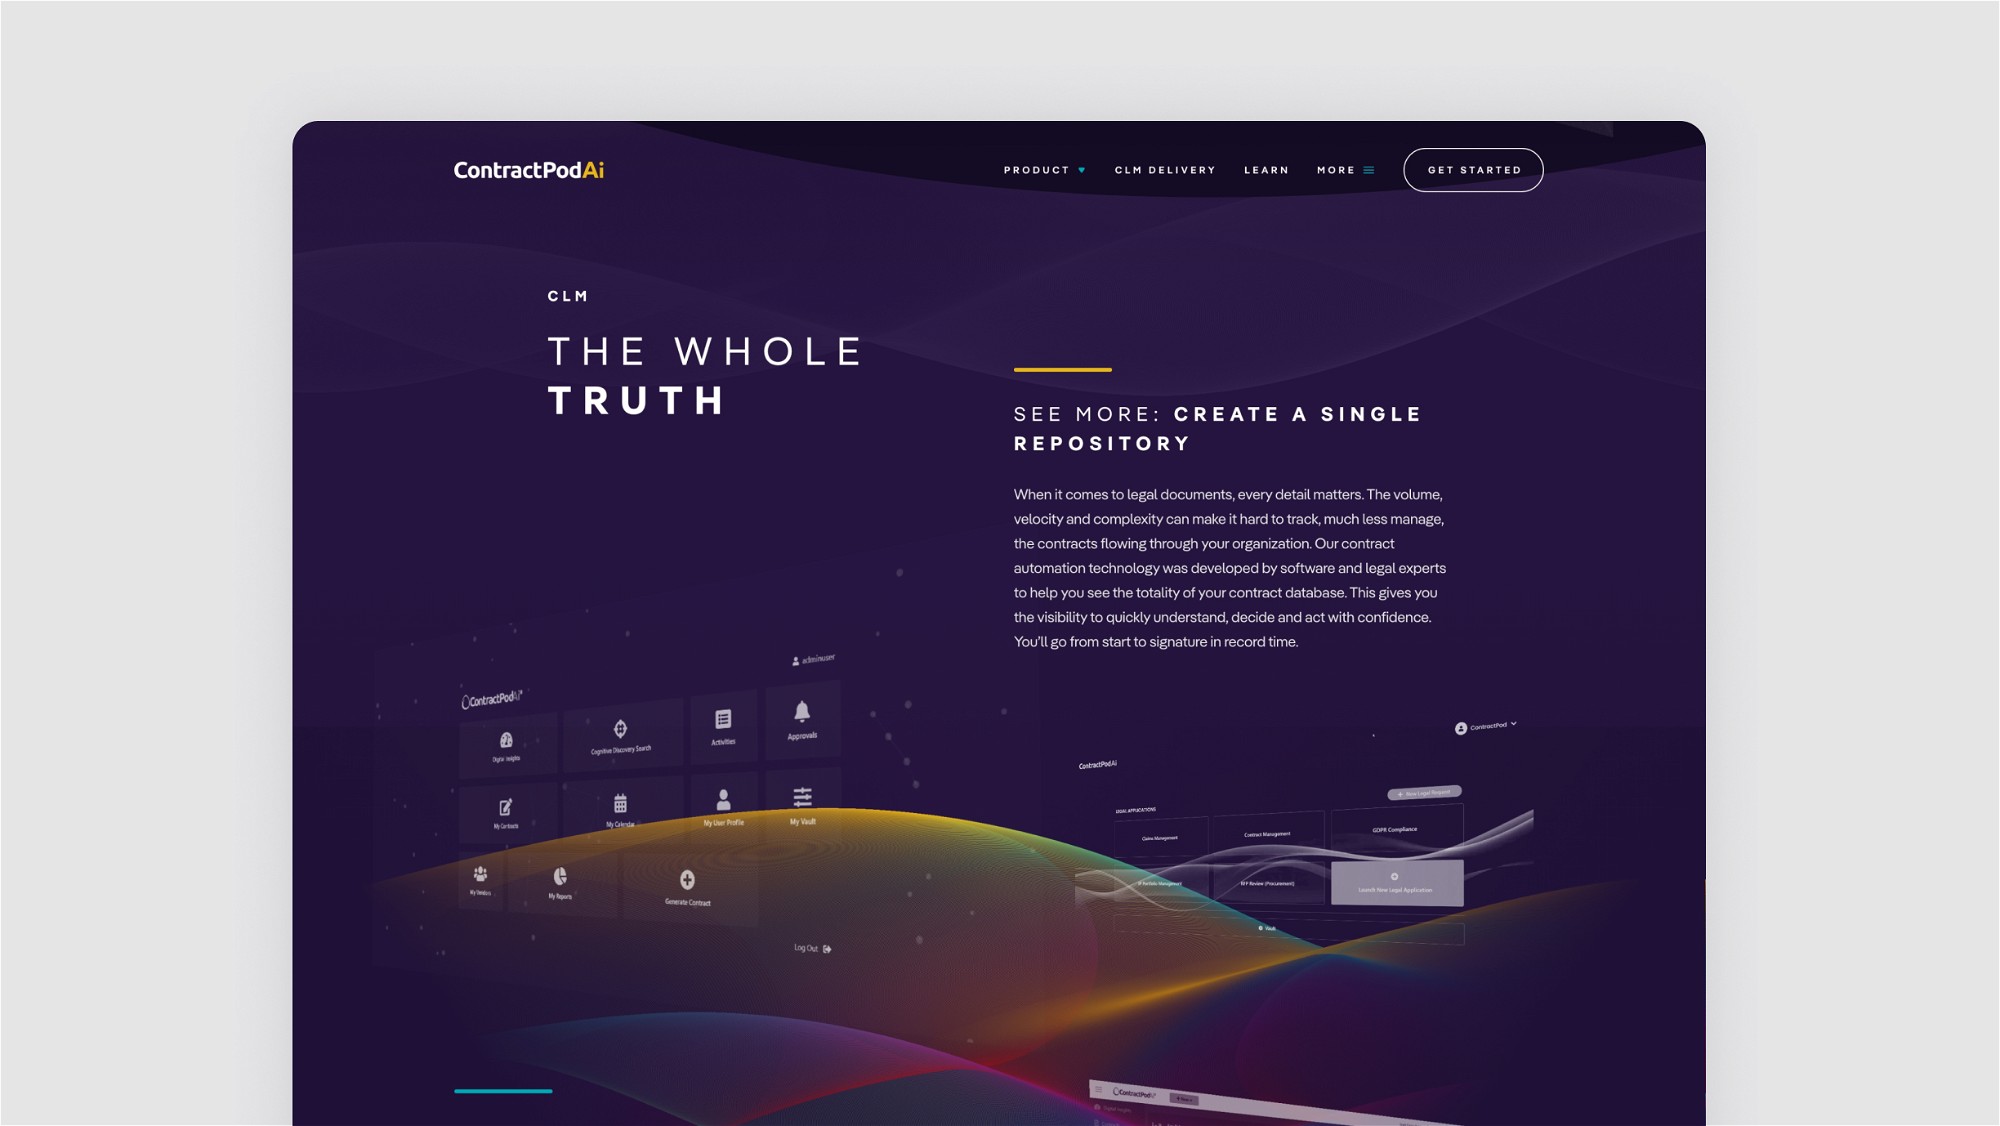 ContractPodAi
PRODUCT
CLM DELIVERY
LEARN
MORE
GET STARTED
CLM
THE WHOLE
TRUTH
SEE MORE: CREATE A SINGLE
REPOSITORY
When it comes to legal documents, every detail matters. The volume,
velocity and complexity can make it hard to track, much less manage,
the contracts flowing through your organization. Our contract
automation technology was developed by software and legal experts
to help you see the totality of your contract database. This gives you
the visibility to quickly understand, decide and act with confidence.
You'll go from start to signature in record time.
adminuser
ContractPodAi
Digital Insights
Cognitive Discovery Search
Activities
Approvals
My Contracts
My Calendar
My User Profile
My Vault
My Vendors
My Reports
Generate Contract
Log Out
ContractPod
ContractPodAi
New Legal Request
LEGAL APPLICATIONS
Claims Management
Contract Management
GDPR Compliance
IP Portfolio Management
RFP Review (Procurement)
Launch New Legal Application
Vault
ContractPodAi
Digital Insights